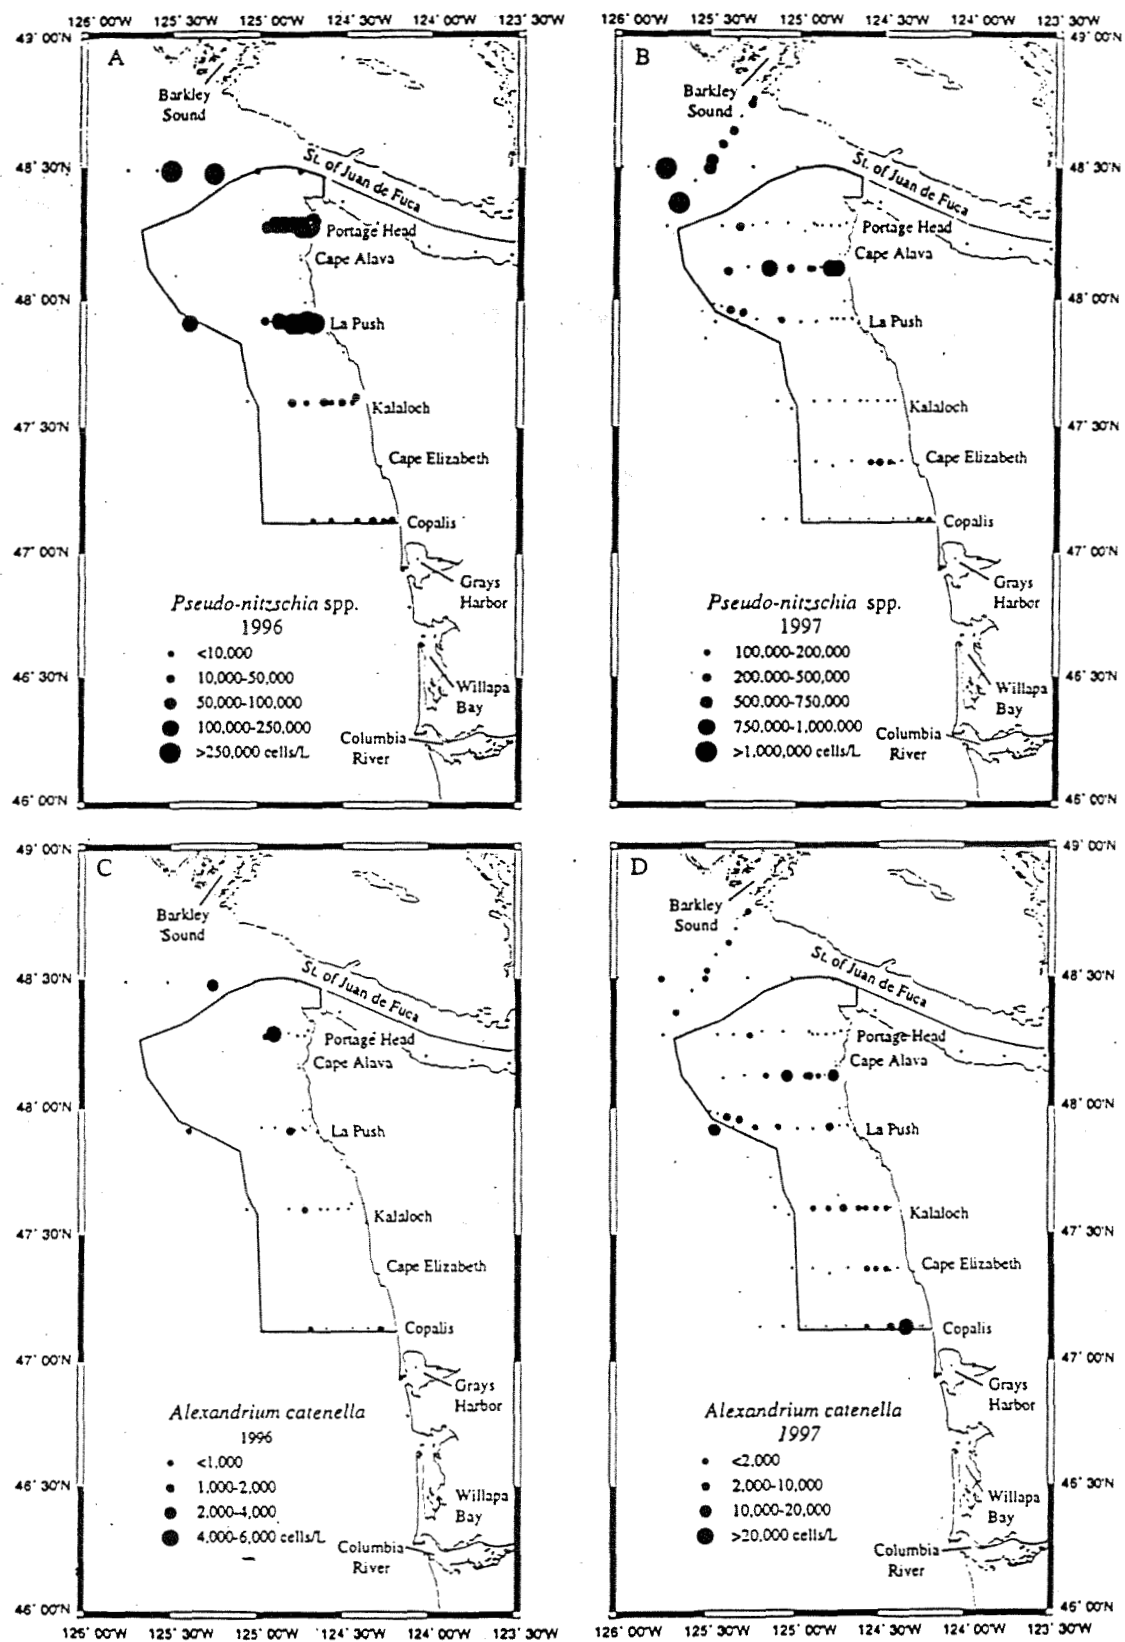 126° 00'W 125° 30'W 125° 00'W 124° 30'W 124° 00'W 123° 30'W
126° 00'W 125° 30'W 125° 00'W 124° 30'W 124° 00'W 123° 30'W
49° 00'N
A
Barkley
Sound
48° 30'N
St. of Juan de Fuca
Portage Head
Cape Alava
48° 00'N
La Push
Kalaloch
47° 30'N
Cape Elizabeth
Copalis
47° 00'N
Grays
Harbor
Pseudo-nitzschia spp.
1996
<10,000
10,000-50,000
50,000-100,000
100,000-250,000
>250,000 cells/L
46° 30'N
Willapa
Bay
Columbia
River
46° 00'N
B
49° 00'N
Barkley
Sound
48° 30'N
St. of Juan de Fuca
Portage Head
Cape Alava
48° 00'N
La Push
Kalaloch
47° 30'N
Cape Elizabeth
Copalis
47° 00'N
Grays
Harbor
Pseudo-nitzschia spp.
1997
100,000-200,000
200,000-500,000
500,000-750,000
750,000-1,000,000
>1,000,000 cells/L
46° 30'N
Willapa
Bay
Columbia
River
46° 00'N
49° 00'N
C
Barkley
Sound
48° 30'N
St. of Juan de Fuca
Portage Head
Cape Alava
48° 00'N
La Push
Kalaloch
47° 30'N
Cape Elizabeth
Copalis
47° 00'N
Grays
Harbor
Alexandrium catenella
1996
<1,000
1,000-2,000
2,000-4,000
4,000-6,000 cells/L
46° 30'N
Willapa
Bay
Columbia
River
46° 00'N
126° 00'W 125° 30'W 125° 00'W 124° 30'W 124° 00'W 123° 30'W
D
49° 00'N
Barkley
Sound
48° 30'N
St. of Juan de Fuca
Portage Head
Cape Alava
48° 00'N
La Push
Kalaloch
47° 30'N
Cape Elizabeth
Copalis
47° 00'N
Grays
Harbor
Alexandrium catenella
1997
<2,000
2,000-10,000
10,000-20,000
>20,000 cells/L
46° 30'N
Willapa
Bay
Columbia
River
46° 00'N
126° 00'W 125° 30'W 125° 00'W 124° 30'W 124° 00'W 123° 30'W